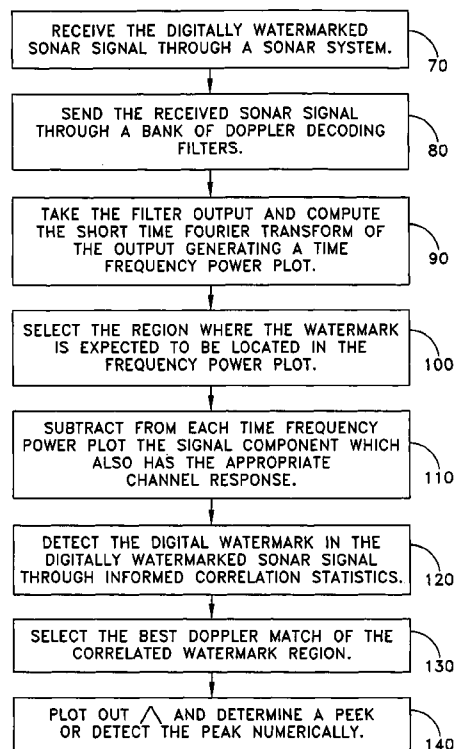 RECEIVE THE DIGITALLY WATERMARKED
SONAR SIGNAL THROUGH A SONAR SYSTEM.
70
SEND THE RECEIVED SONAR SIGNAL
THROUGH A BANK OF DOPPLER DECODING
FILTERS.
80
TAKE THE FILTER OUTPUT AND COMPUTE
THE SHORT TIME FOURIER TRANSFORM OF
THE OUTPUT GENERATING A TIME
FREQUENCY POWER PLOT.
90
SELECT THE REGION WHERE THE WATERMARK
IS EXPECTED TO BE LOCATED IN THE
FREQUENCY POWER PLOT.
100
SUBTRACT FROM EACH TIME FREQUENCY
POWER PLOT THE SIGNAL COMPONENT WHICH
ALSO HAS THE APPROPRIATE
CHANNEL RESPONSE.
110
DETECT THE DIGITAL WATERMARK IN THE
DIGITALLY WATERMARKED SONAR SIGNAL
THROUGH INFORMED CORRELATION STATISTICS.
120
SELECT THE BEST DOPPLER MATCH OF THE
CORRELATED WATERMARK REGION.
130
PLOT OUT Λ AND DETERMINE A PEEK
OR DETECT THE PEAK NUMERICALLY.
140